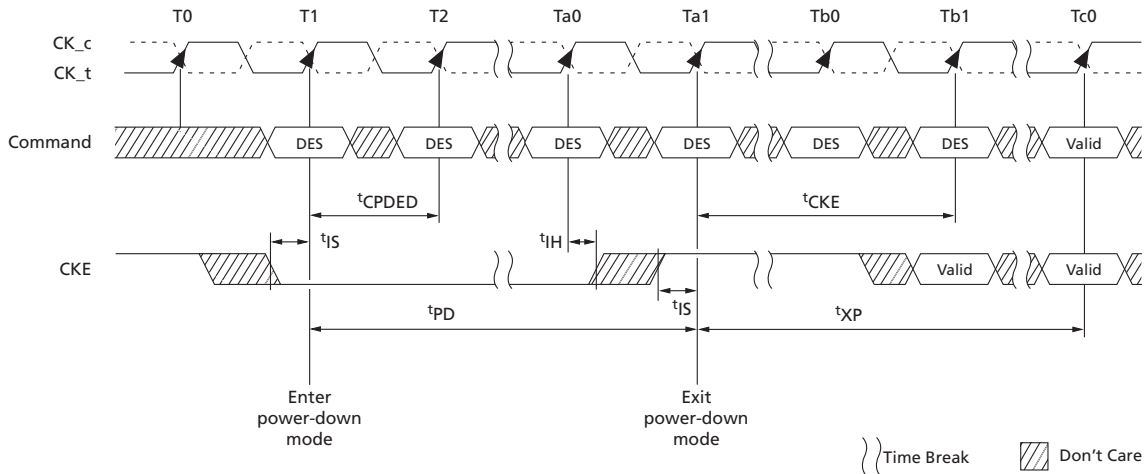 T0 T1 T2 Ta0 Ta1 Tb0 Tb1 Tc0
CK_c
CK_t
Command DES DES DES DES DES DES Valid
tCPDED tCKE
tIS tIH
CKE Valid Valid
tIS
tPD tXP
Enter
power-down
mode
Exit
power-down
mode
Time Break Don't Care